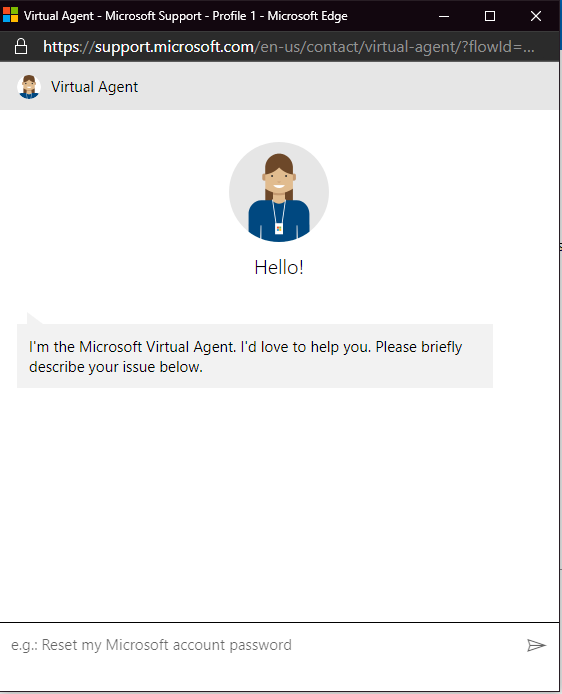 Virtual Agent - Microsoft Support - Profile 1 - Microsoft Edge
https://support.microsoft.com/en-us/contact/virtual-agent/?flowId=...
Virtual Agent
Hello!
I'm the Microsoft Virtual Agent. I'd love to help you. Please briefly
describe your issue below.
e.g.: Reset my Microsoft account password